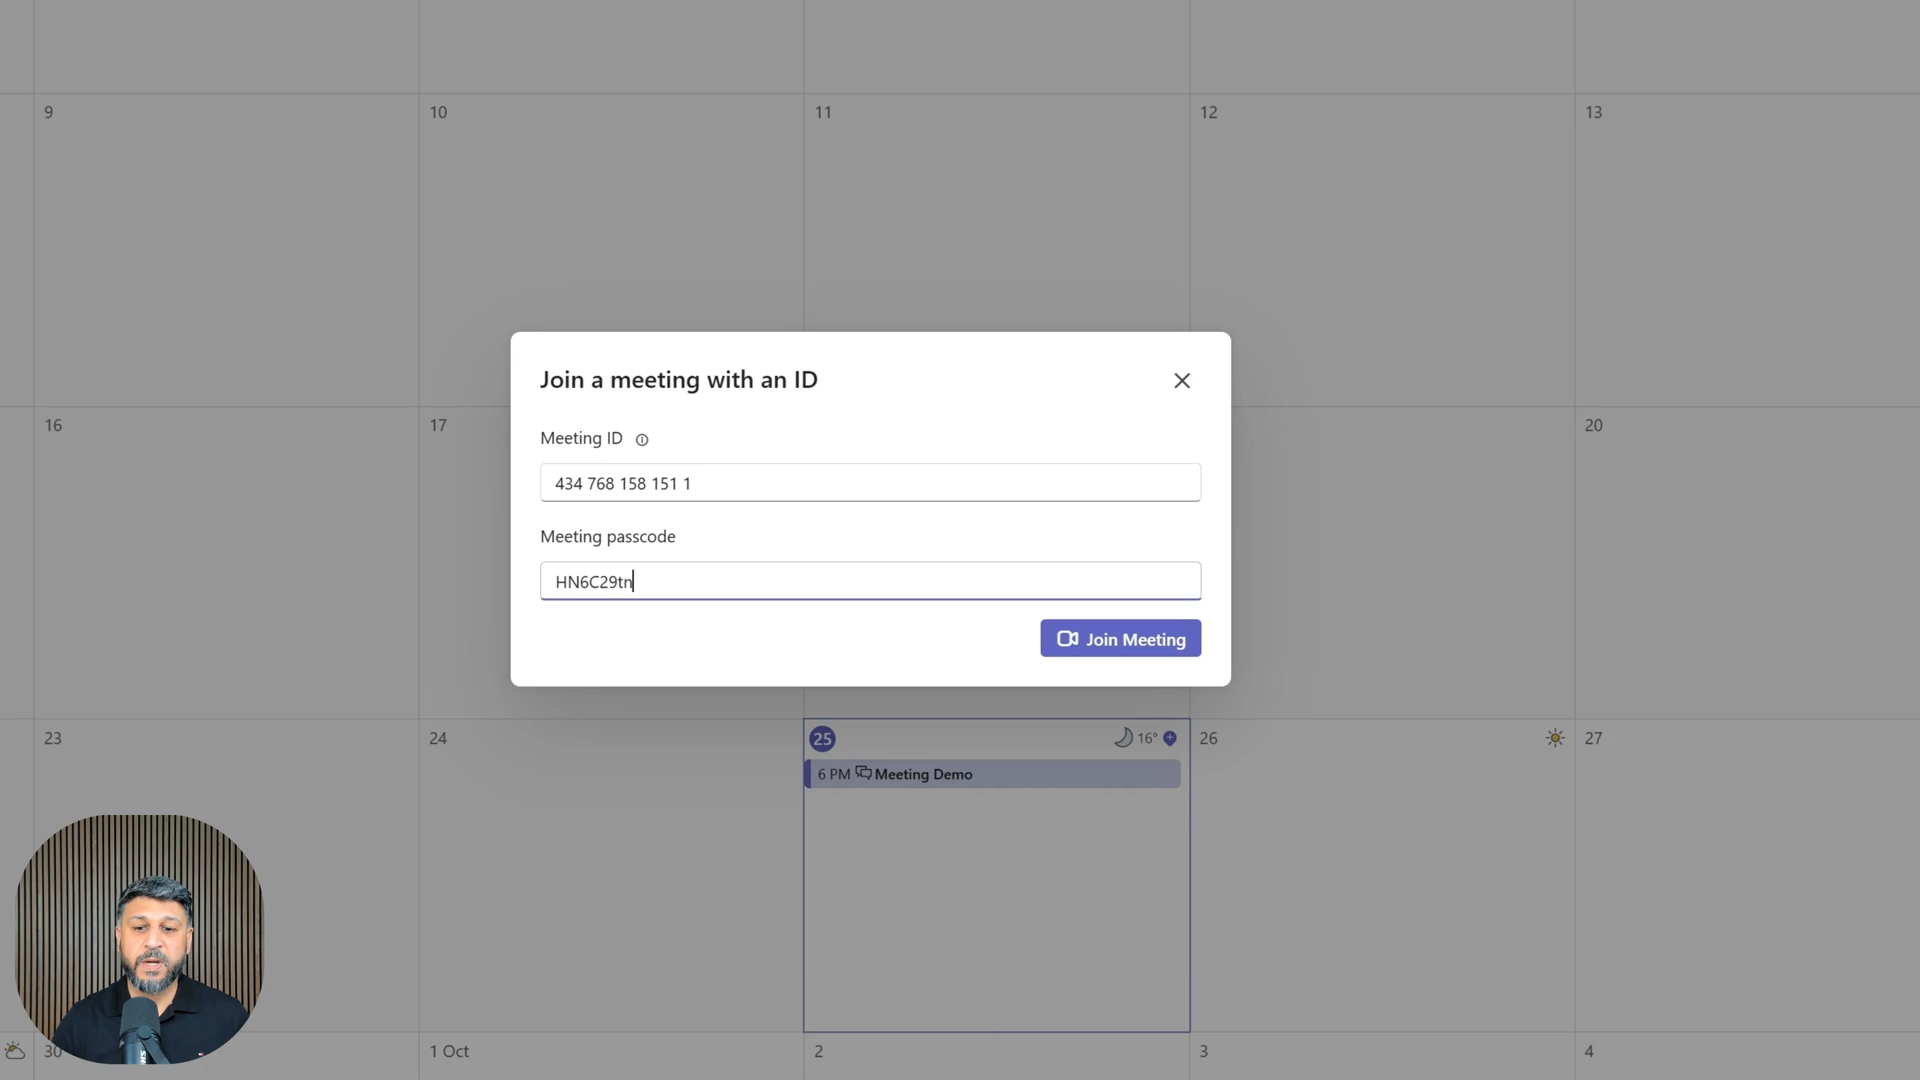 9 10 11 12 13
16 17 20
Join a meeting with an ID
Meeting ID
434 768 158 151 1
Meeting passcode
HN6C29tn
Join Meeting
23 24 25 16° 26 27
6 PM Meeting Demo
30 1 Oct 2 3 4